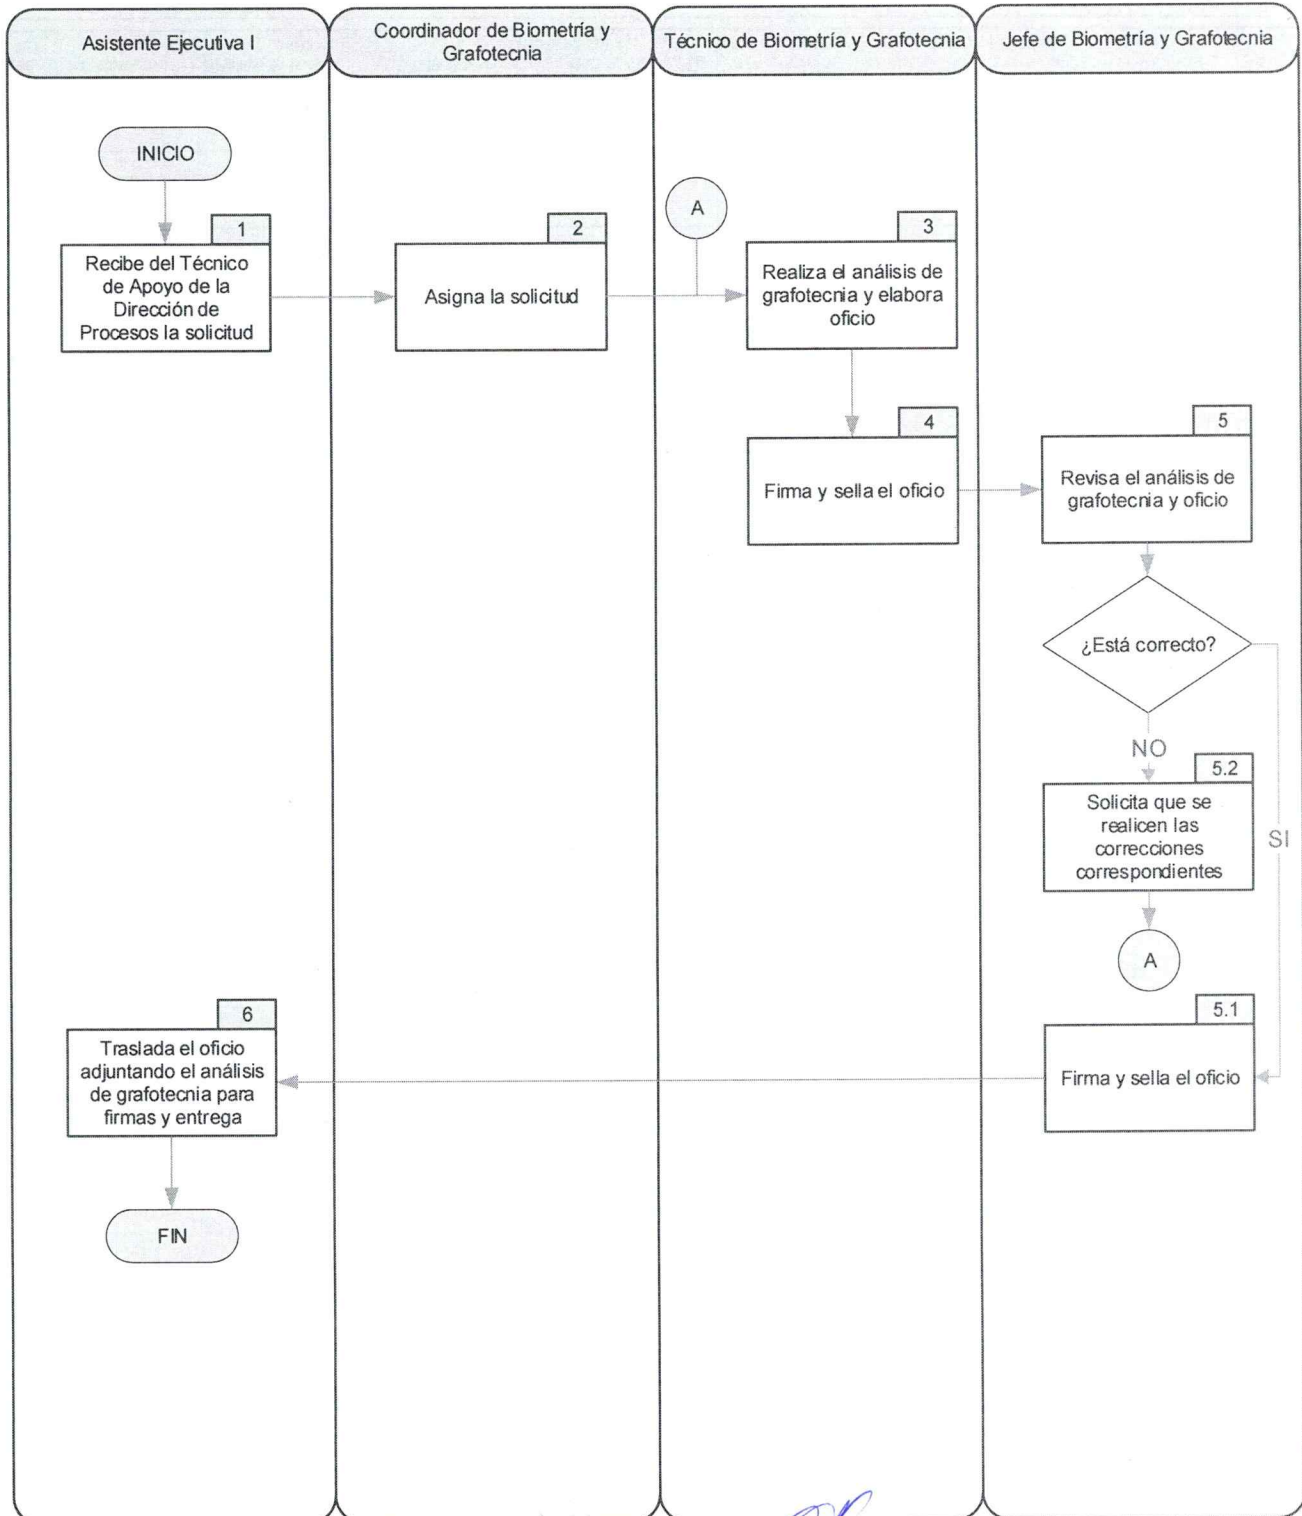 Asistente Ejecutiva I
Coordinador de Biometría y
Grafotecnia
Técnico de Biometría y Grafotecnia
Jefe de Biometría y Grafotecnia
INICIO
1
Recibe del Técnico
de Apoyo de la
Dirección de
Procesos la solicitud
2
Asigna la solicitud
A
3
Realiza el análisis de
grafotecnia y elabora
oficio
4
Firma y sella el oficio
5
Revisa el análisis de
grafotecnia y oficio
¿Está correcto?
NO
SI
5.2
Solicita que se
realicen las
correcciones
correspondientes
A
5.1
Firma y sella el oficio
6
Traslada el oficio
adjuntando el análisis
de grafotecnia para
firmas y entrega
FIN